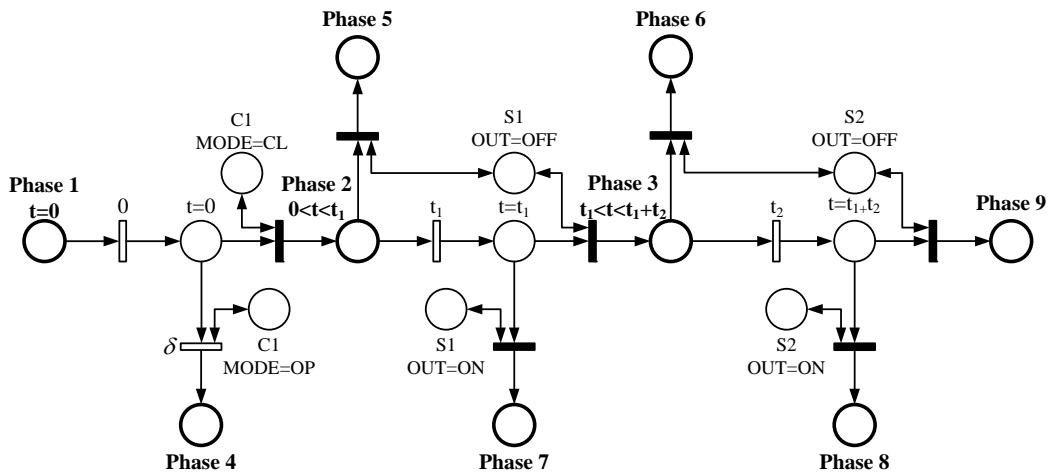 Phase 5
Phase 6
C1
MODE=CL
S1
OUT=OFF
S2
OUT=OFF
Phase 1
t=0
0
t=0
Phase 2
0<t<t₁
t₁
t=t₁
Phase 3
t₁<t<t₁+t₂
t₂
t=t₁₊t₂
Phase 9
δ
C1
MODE=OP
S1
OUT=ON
S2
OUT=ON
Phase 4
Phase 7
Phase 8